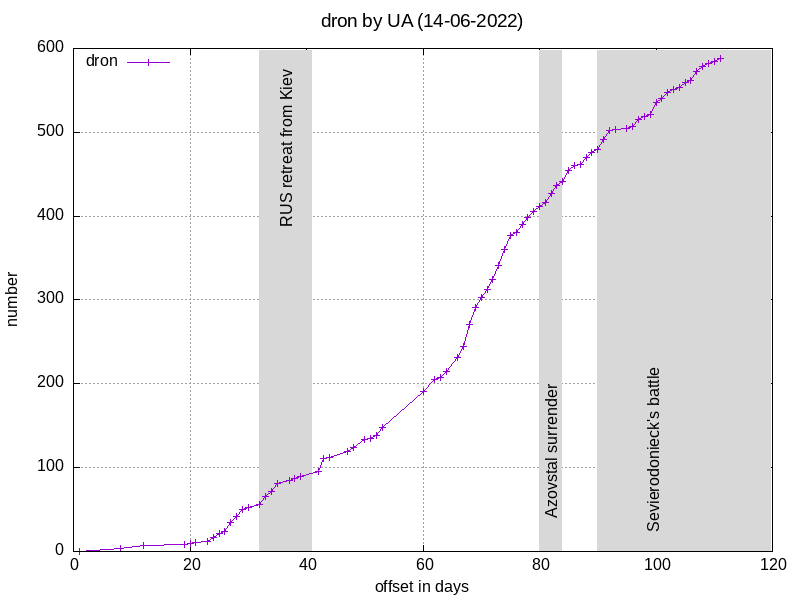 dron by UA (14-06-2022)
dron
600
500
400
300
200
100
0
number
RUS retreat from Kiev
Azovstal surrender
Sevierodonieck's battle
0 20 40 60 80 100 120
offset in days